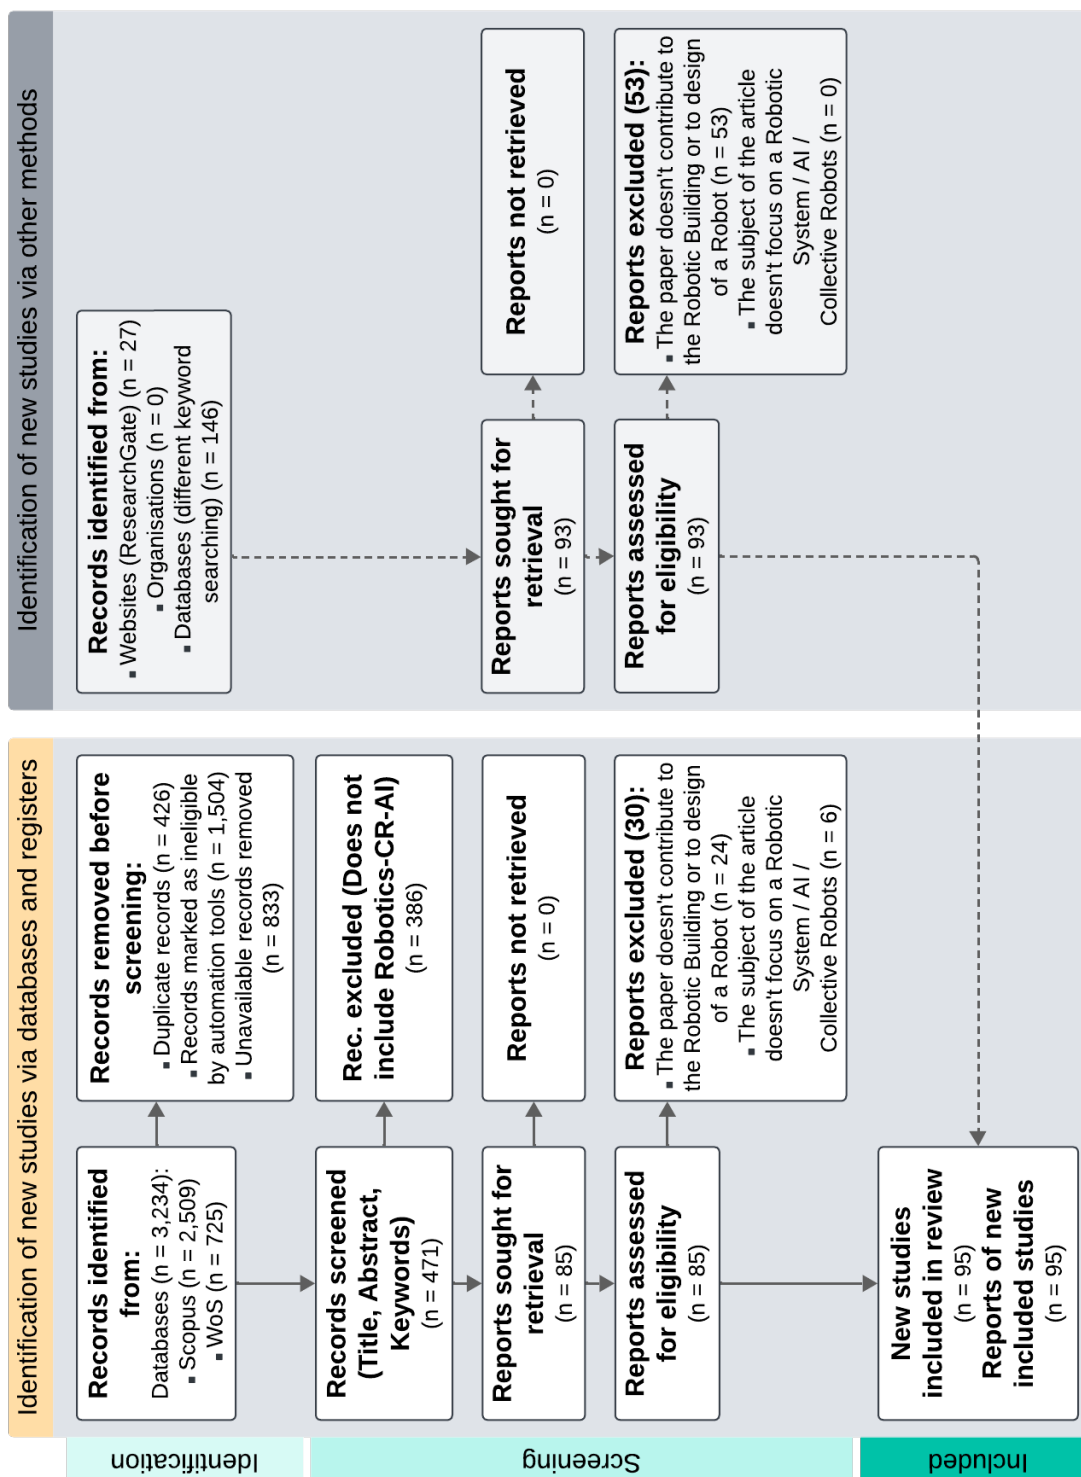 Identification of new studies via databases and registers
Identification of new studies via other methods
Identification
Records identified
from:
Databases (n = 3,234):
▪ Scopus (n = 2,509)
▪ WoS (n = 725)
Records removed before
screening:
▪ Duplicate records (n = 426)
▪ Records marked as ineligible
by automation tools (n = 1,504)
▪ Unavailable records removed
(n = 833)
Records identified from:
▪ Websites (ResearchGate) (n = 27)
▪ Organisations (n = 0)
▪ Databases (different keyword
searching) (n = 146)
Screening
Records screened
(Title, Abstract,
Keywords)
(n = 471)
Rec. excluded (Does not
include Robotics-CR-AI)
(n = 386)
Reports sought for
retrieval
(n = 85)
Reports not retrieved
(n = 0)
Reports sought for
retrieval
(n = 93)
Reports not retrieved
(n = 0)
Reports assessed
for eligibility
(n = 85)
Reports excluded (30):
▪ The paper doesn't contribute to
the Robotic Building or to design
of a Robot (n = 24)
▪ The subject of the article
doesn't focus on a Robotic
System / AI /
Collective Robots (n = 6)
Reports assessed
for eligibility
(n = 93)
Reports excluded (53):
▪ The paper doesn't contribute to
the Robotic Building or to design
of a Robot (n = 53)
▪ The subject of the article
doesn't focus on a Robotic
System / AI /
Collective Robots (n = 0)
Included
New studies
included in review
(n = 95)
Reports of new
included studies
(n = 95)